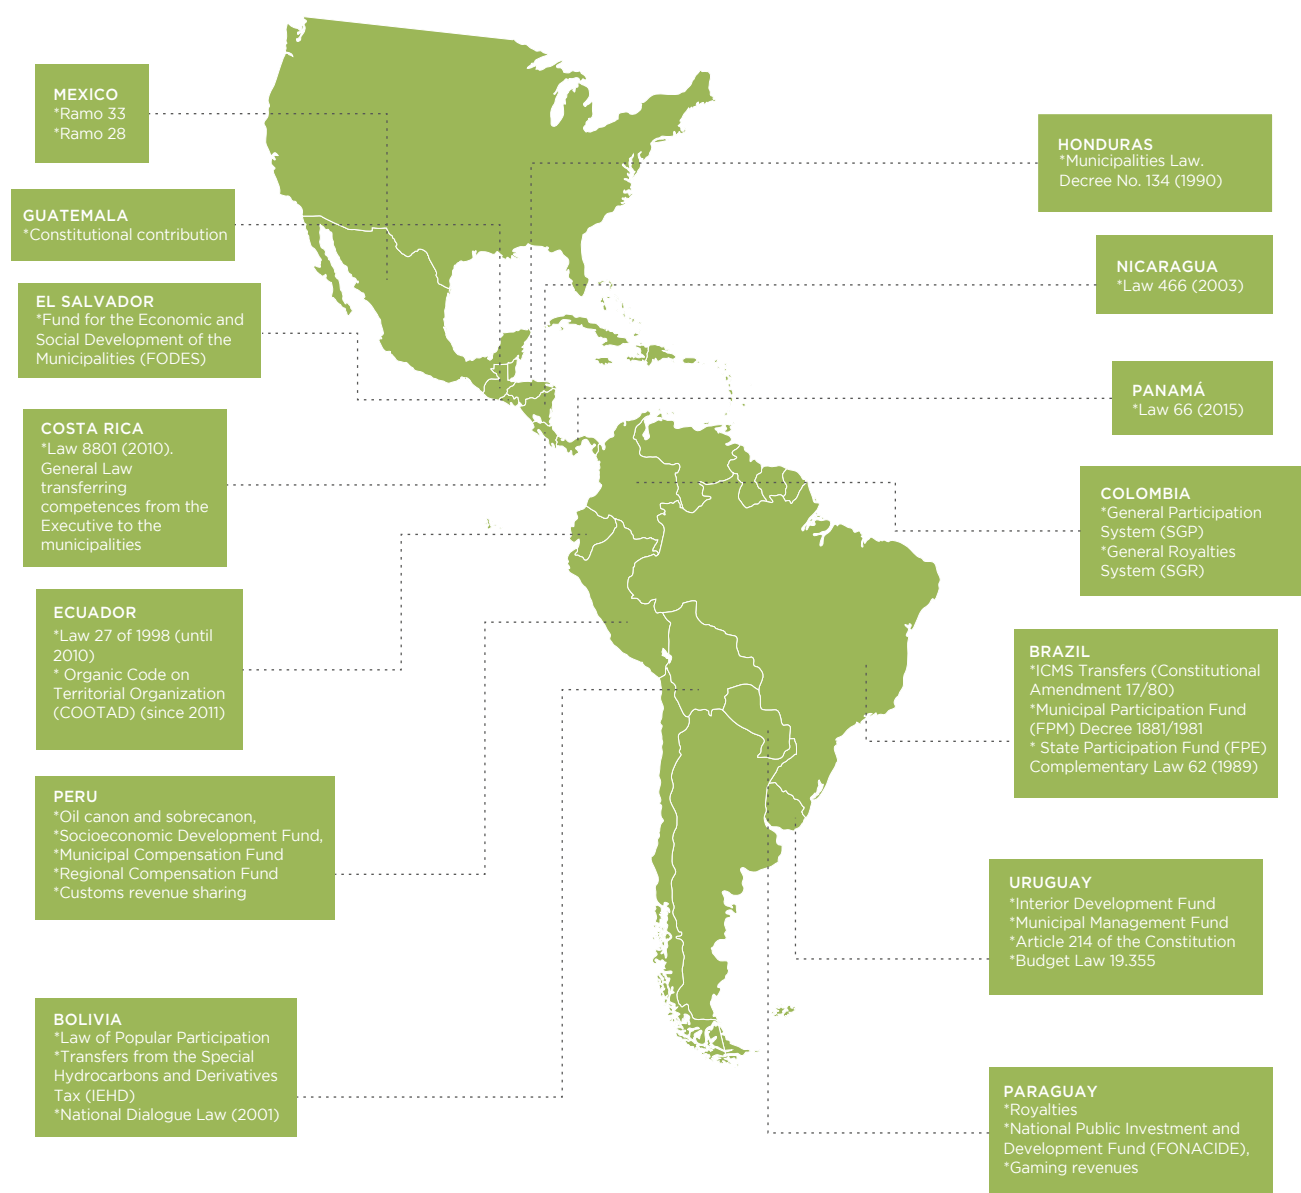 MEXICO
*Ramo 33
*Ramo 28
GUATEMALA
*Constitutional contribution
EL SALVADOR
*Fund for the Economic and
Social Development of the
Municipalities (FODES)
COSTA RICA
*Law 8801 (2010).
General Law
transferring
competences from the
Executive to the
municipalities
ECUADOR
*Law 27 of 1998 (until
2010)
* Organic Code on
Territorial Organization
(COOTAD) (since 2011)
PERU
*Oil canon and sobrecanon,
*Socioeconomic Development Fund,
*Municipal Compensation Fund
*Regional Compensation Fund
*Customs revenue sharing
BOLIVIA
*Law of Popular Participation
*Transfers from the Special
Hydrocarbons and Derivatives
Tax (IEHD)
*National Dialogue Law (2001)
HONDURAS
*Municipalities Law.
Decree No. 134 (1990)
NICARAGUA
*Law 466 (2003)
PANAMÁ
*Law 66 (2015)
COLOMBIA
*General Participation
System (SGP)
*General Royalties
System (SGR)
BRAZIL
*ICMS Transfers (Constitutional
Amendment 17/80)
*Municipal Participation Fund
(FPM) Decree 1881/1981
* State Participation Fund (FPE)
Complementary Law 62 (1989)
URUGUAY
*Interior Development Fund
*Municipal Management Fund
*Article 214 of the Constitution
*Budget Law 19.355
PARAGUAY
*Royalties
*National Public Investment and
Development Fund (FONACIDE),
*Gaming revenues